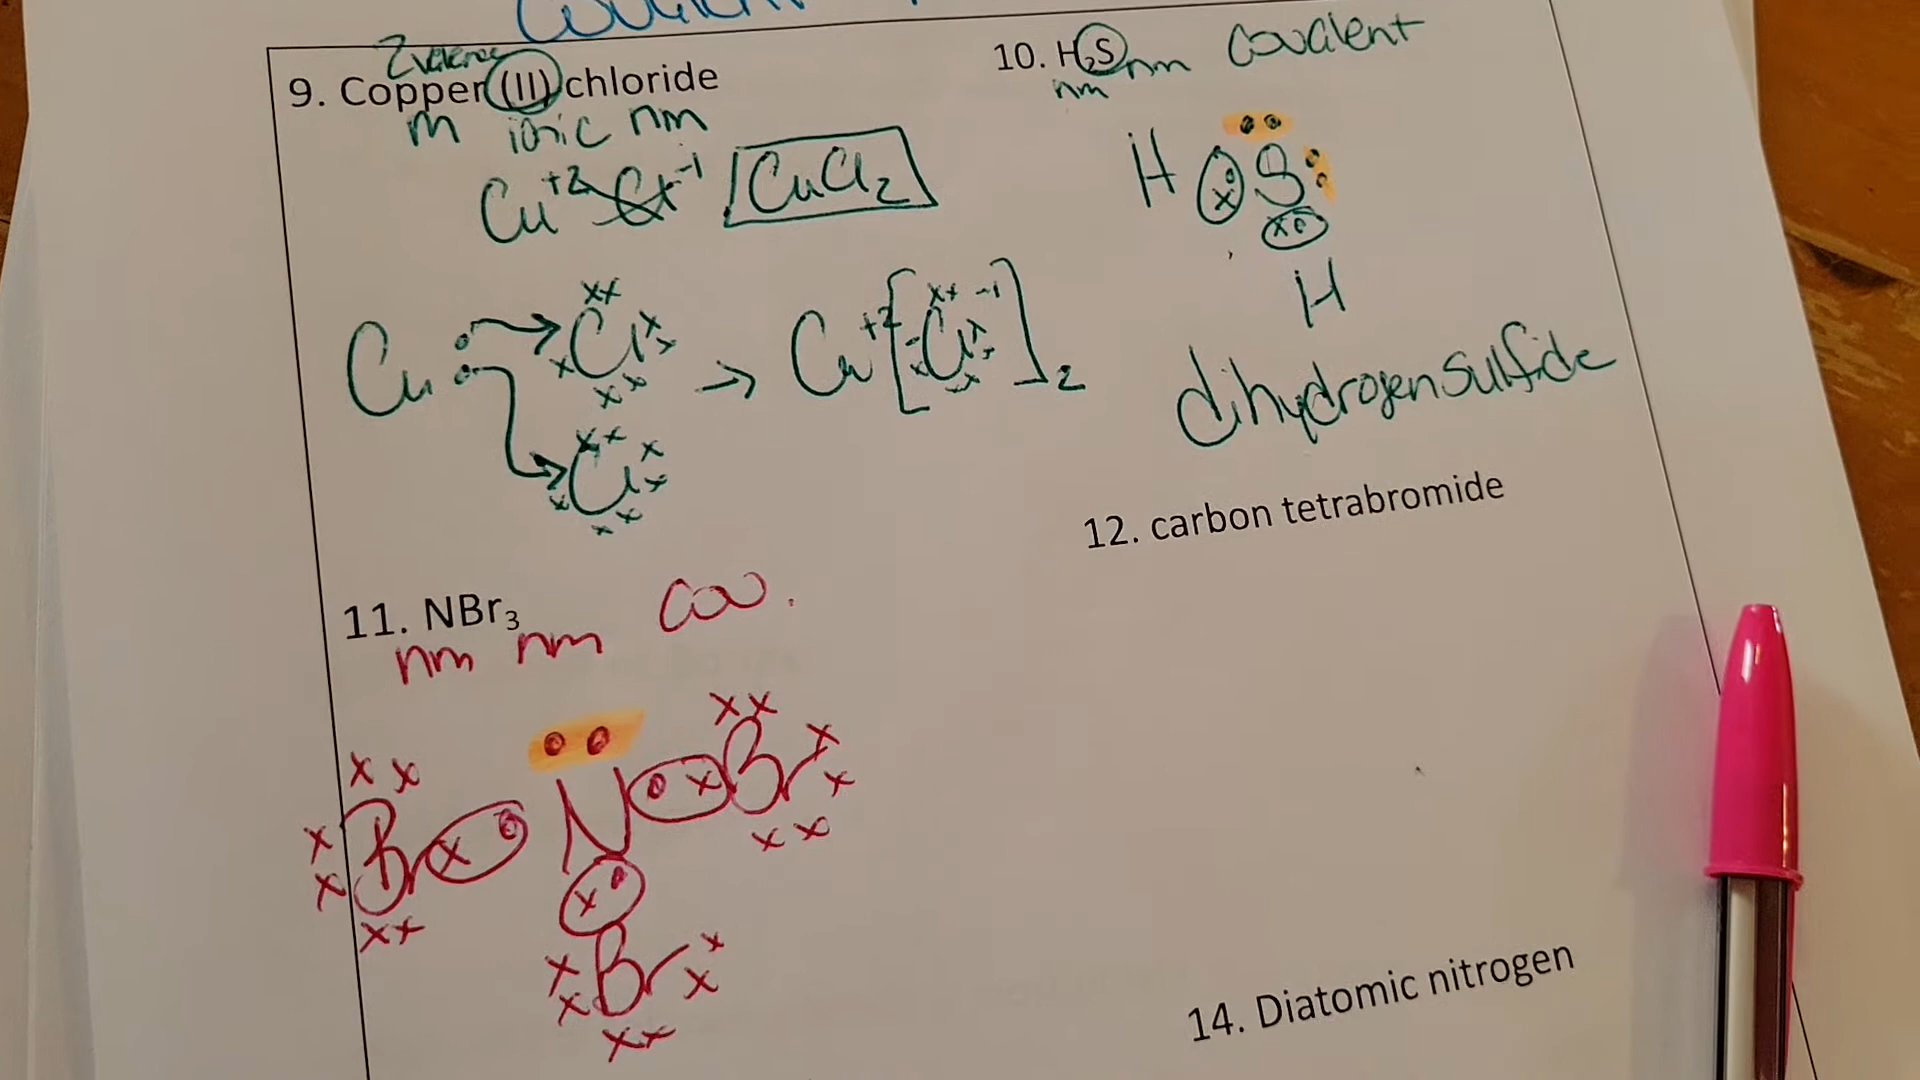 Covalent
2 valence
9. Copper (II) chloride
m ionic nm
Cu +2 Cl -1 CuCl2
Cu Cl → Cu +2 [Cl -1]2
Cl
10. H2S nm covalent
nm
H S
H
dihydrogen sulfide
11. NBr3 Cov.
nm nm
Br N Br
Br
12. carbon tetrabromide
14. Diatomic nitrogen